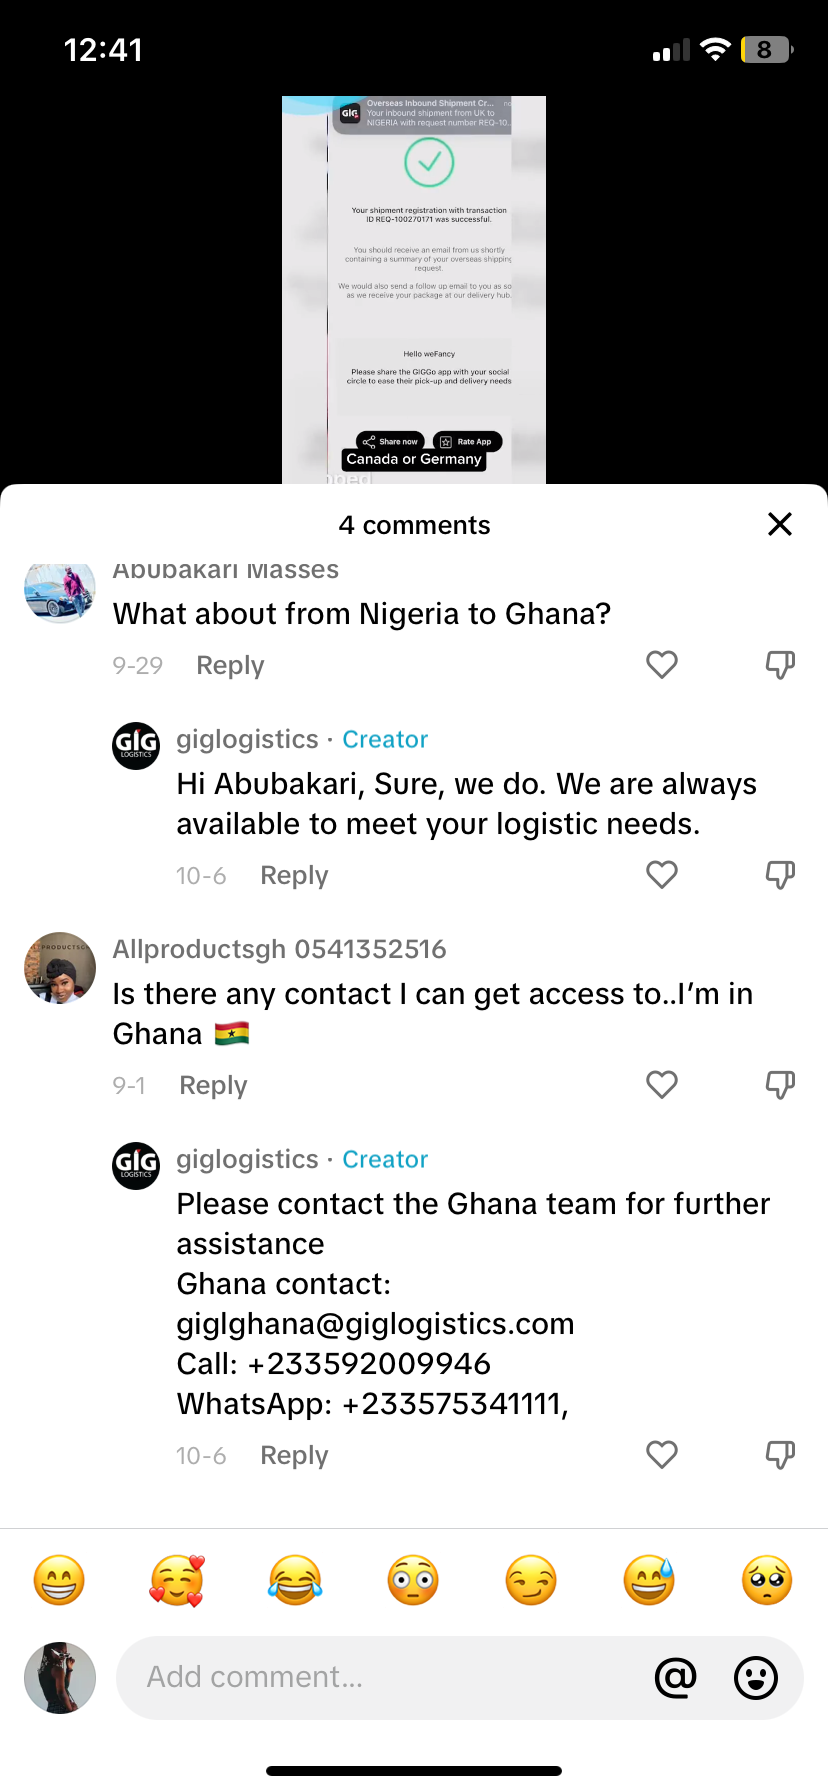 12:41
8
GIG
Overseas Inbound Shipment Cr...
Your inbound shipment from UK to
NIGERIA with request number REQ-10
Your shipment registration with transaction
ID REQ-100270171 was successful.
You should receive an email from us shortly
containing a summary of your overseas shipping
request.
We would also send a follow up email to you as so
as we receive your package at our delivery hub.
Hello weFancy
Please share the GIGGo app with your social
circle to ease their pick-up and delivery needs
Share now
Rate App
Canada or Germany
4 comments
Abubakari Masses
What about from Nigeria to Ghana?
9-29 Reply
GIG
LOGISTICS
giglogistics · Creator
Hi Abubakari, Sure, we do. We are always
available to meet your logistic needs.
10-6 Reply
Allproductsgh 0541352516
Is there any contact I can get access to..I’m in
Ghana 🇬🇭
9-1 Reply
GIG
LOGISTICS
giglogistics · Creator
Please contact the Ghana team for further
assistance
Ghana contact:
giglghana@giglogistics.com
Call: +233592009946
WhatsApp: +233575341111,
10-6 Reply
Add comment...
@